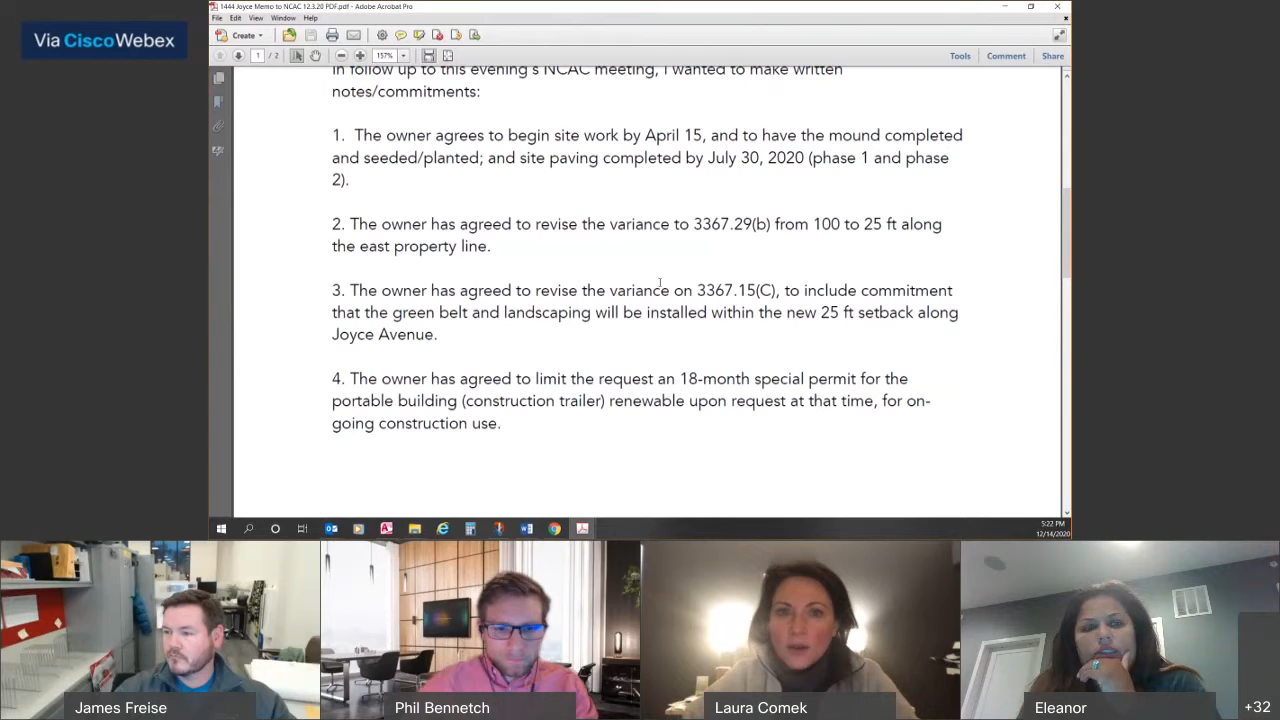 1444 Joyce Memo to NCAC 12.3.20 PDF.pdf - Adobe Acrobat Pro
Via Cisco Webex
File Edit View Window Help
Create
1 / 2 157% Tools Comment Share
In follow up to this evening's NCAC meeting, I wanted to make written
notes/commitments:
1. The owner agrees to begin site work by April 15, and to have the mound completed
and seeded/planted; and site paving completed by July 30, 2020 (phase 1 and phase
2).
2. The owner has agreed to revise the variance to 3367.29(b) from 100 to 25 ft along
the east property line.
3. The owner has agreed to revise the variance on 3367.15(C), to include commitment
that the green belt and landscaping will be installed within the new 25 ft setback along
Joyce Avenue.
4. The owner has agreed to limit the request an 18-month special permit for the
portable building (construction trailer) renewable upon request at that time, for on-
going construction use.
5:22 PM
12/14/2020
James Freise
Phil Bennetch
Laura Comek
Eleanor
+32